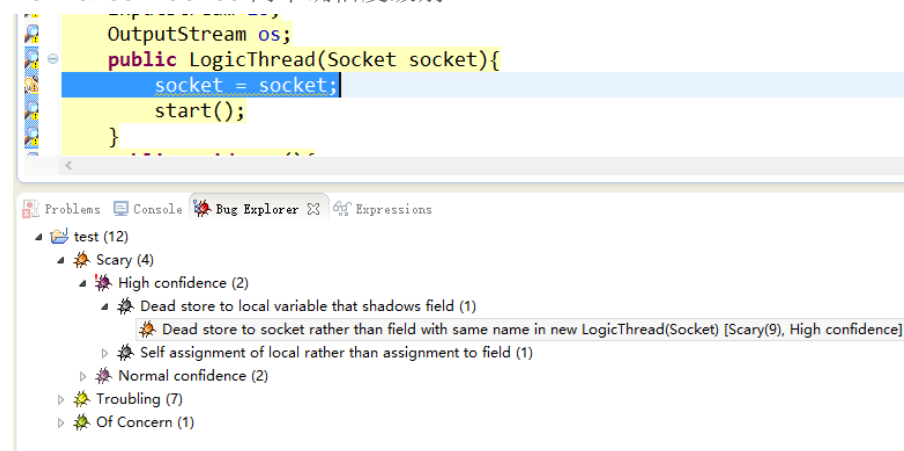 OutputStream os;
public LogicThread(Socket socket){
socket = socket;
start();
}
Problems Console Bug Explorer Expressions
test (12)
Scary (4)
High confidence (2)
Dead store to local variable that shadows field (1)
Dead store to socket rather than field with same name in new LogicThread(Socket) [Scary(9), High confidence]
Self assignment of local rather than assignment to field (1)
Normal confidence (2)
Troubling (7)
Of Concern (1)